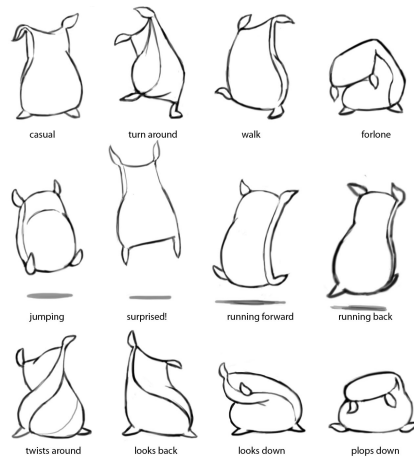 casual
turn around
walk
forlone
jumping
surprised!
running forward
running back
twists around
looks back
looks down
plops down